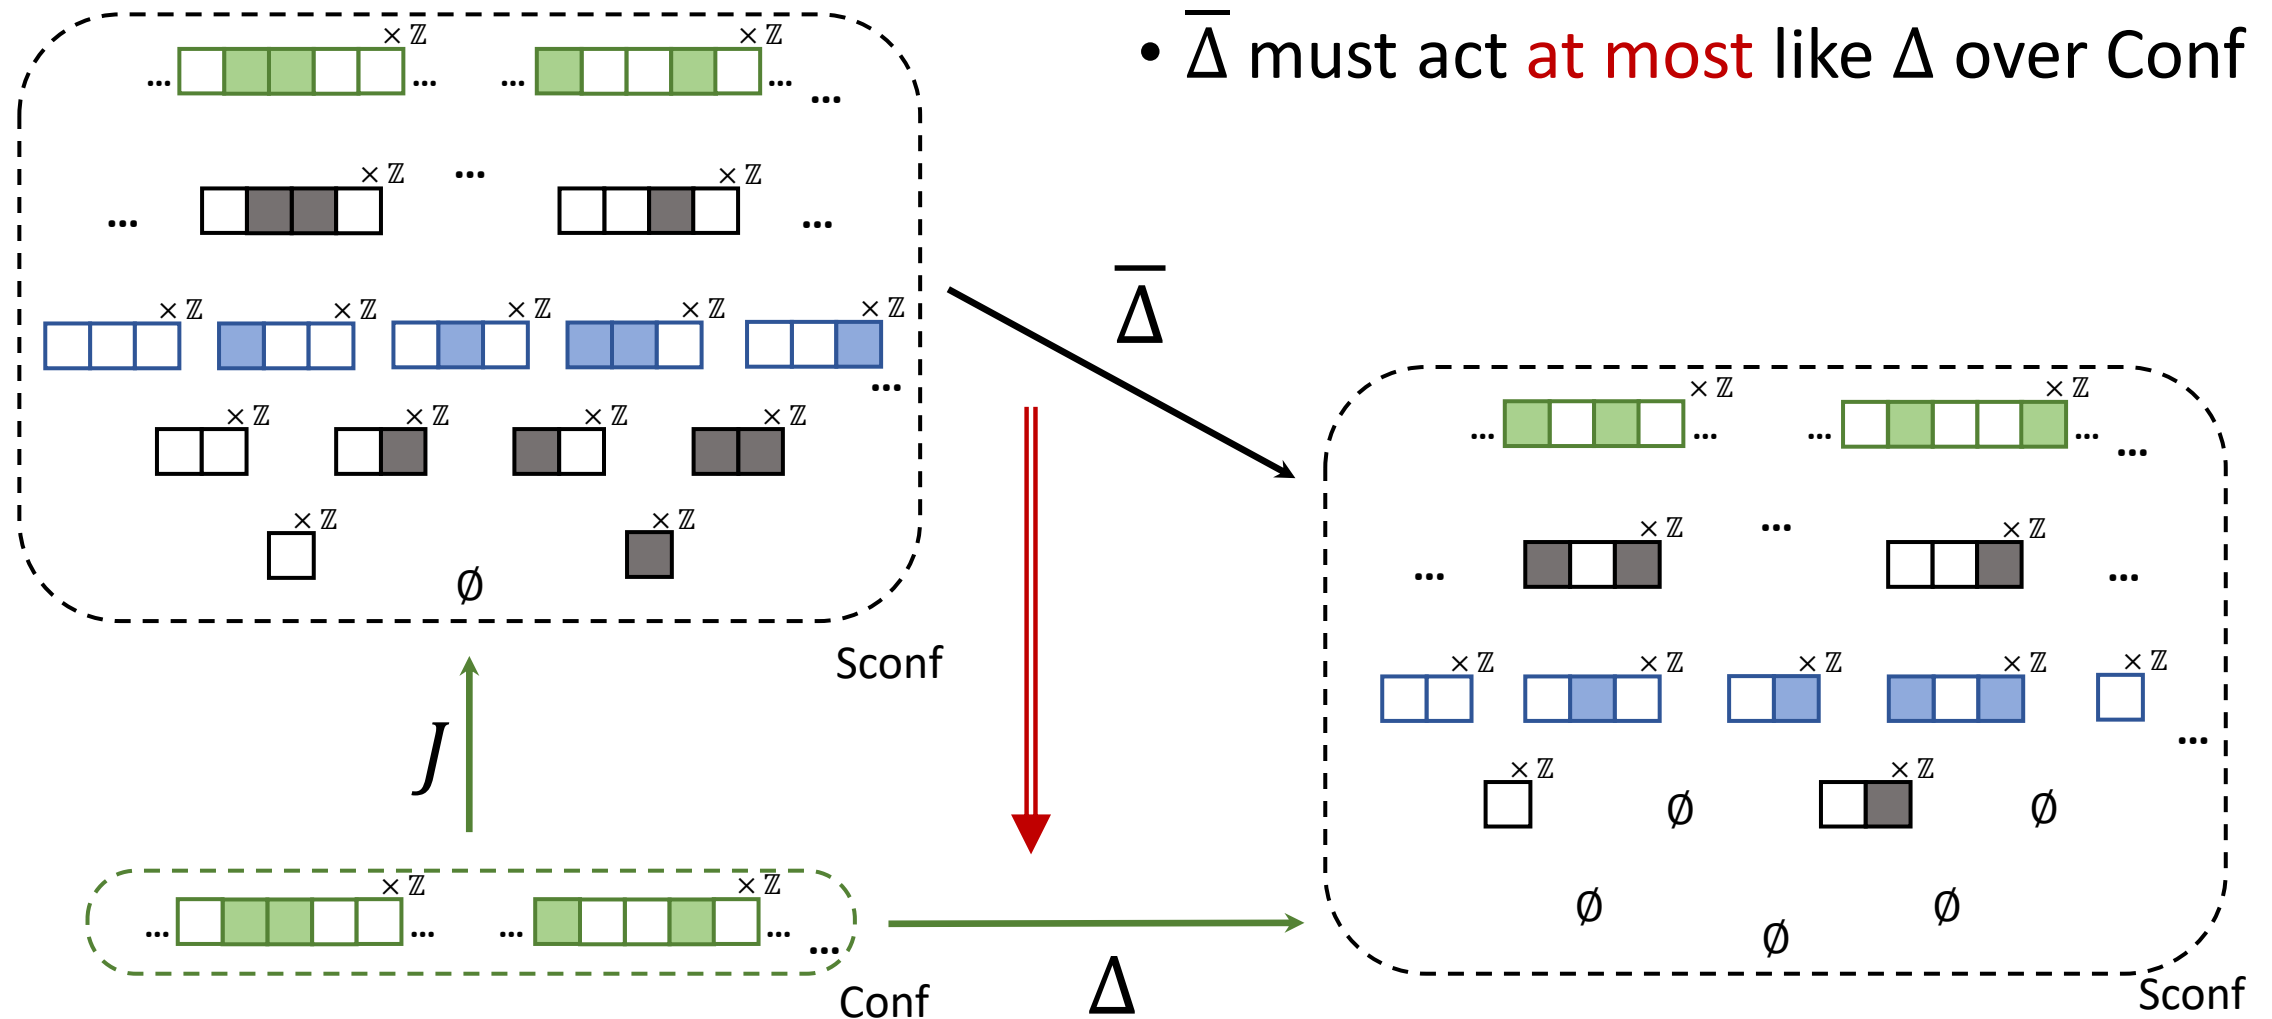 • Δ̅ must act at most like Δ over Conf
× ℤ × ℤ
... ... ... ... ...
× ℤ ... × ℤ
... ...
× ℤ × ℤ × ℤ × ℤ × ℤ
...
× ℤ × ℤ × ℤ × ℤ
× ℤ × ℤ
∅
Sconf
Δ̅
J
× ℤ × ℤ
... ... ... ... ...
Conf
Δ
× ℤ × ℤ
... ... ... ... ...
× ℤ ... × ℤ
... ...
× ℤ × ℤ × ℤ × ℤ × ℤ
...
× ℤ ∅ × ℤ ∅
∅ ∅
∅
Sconf